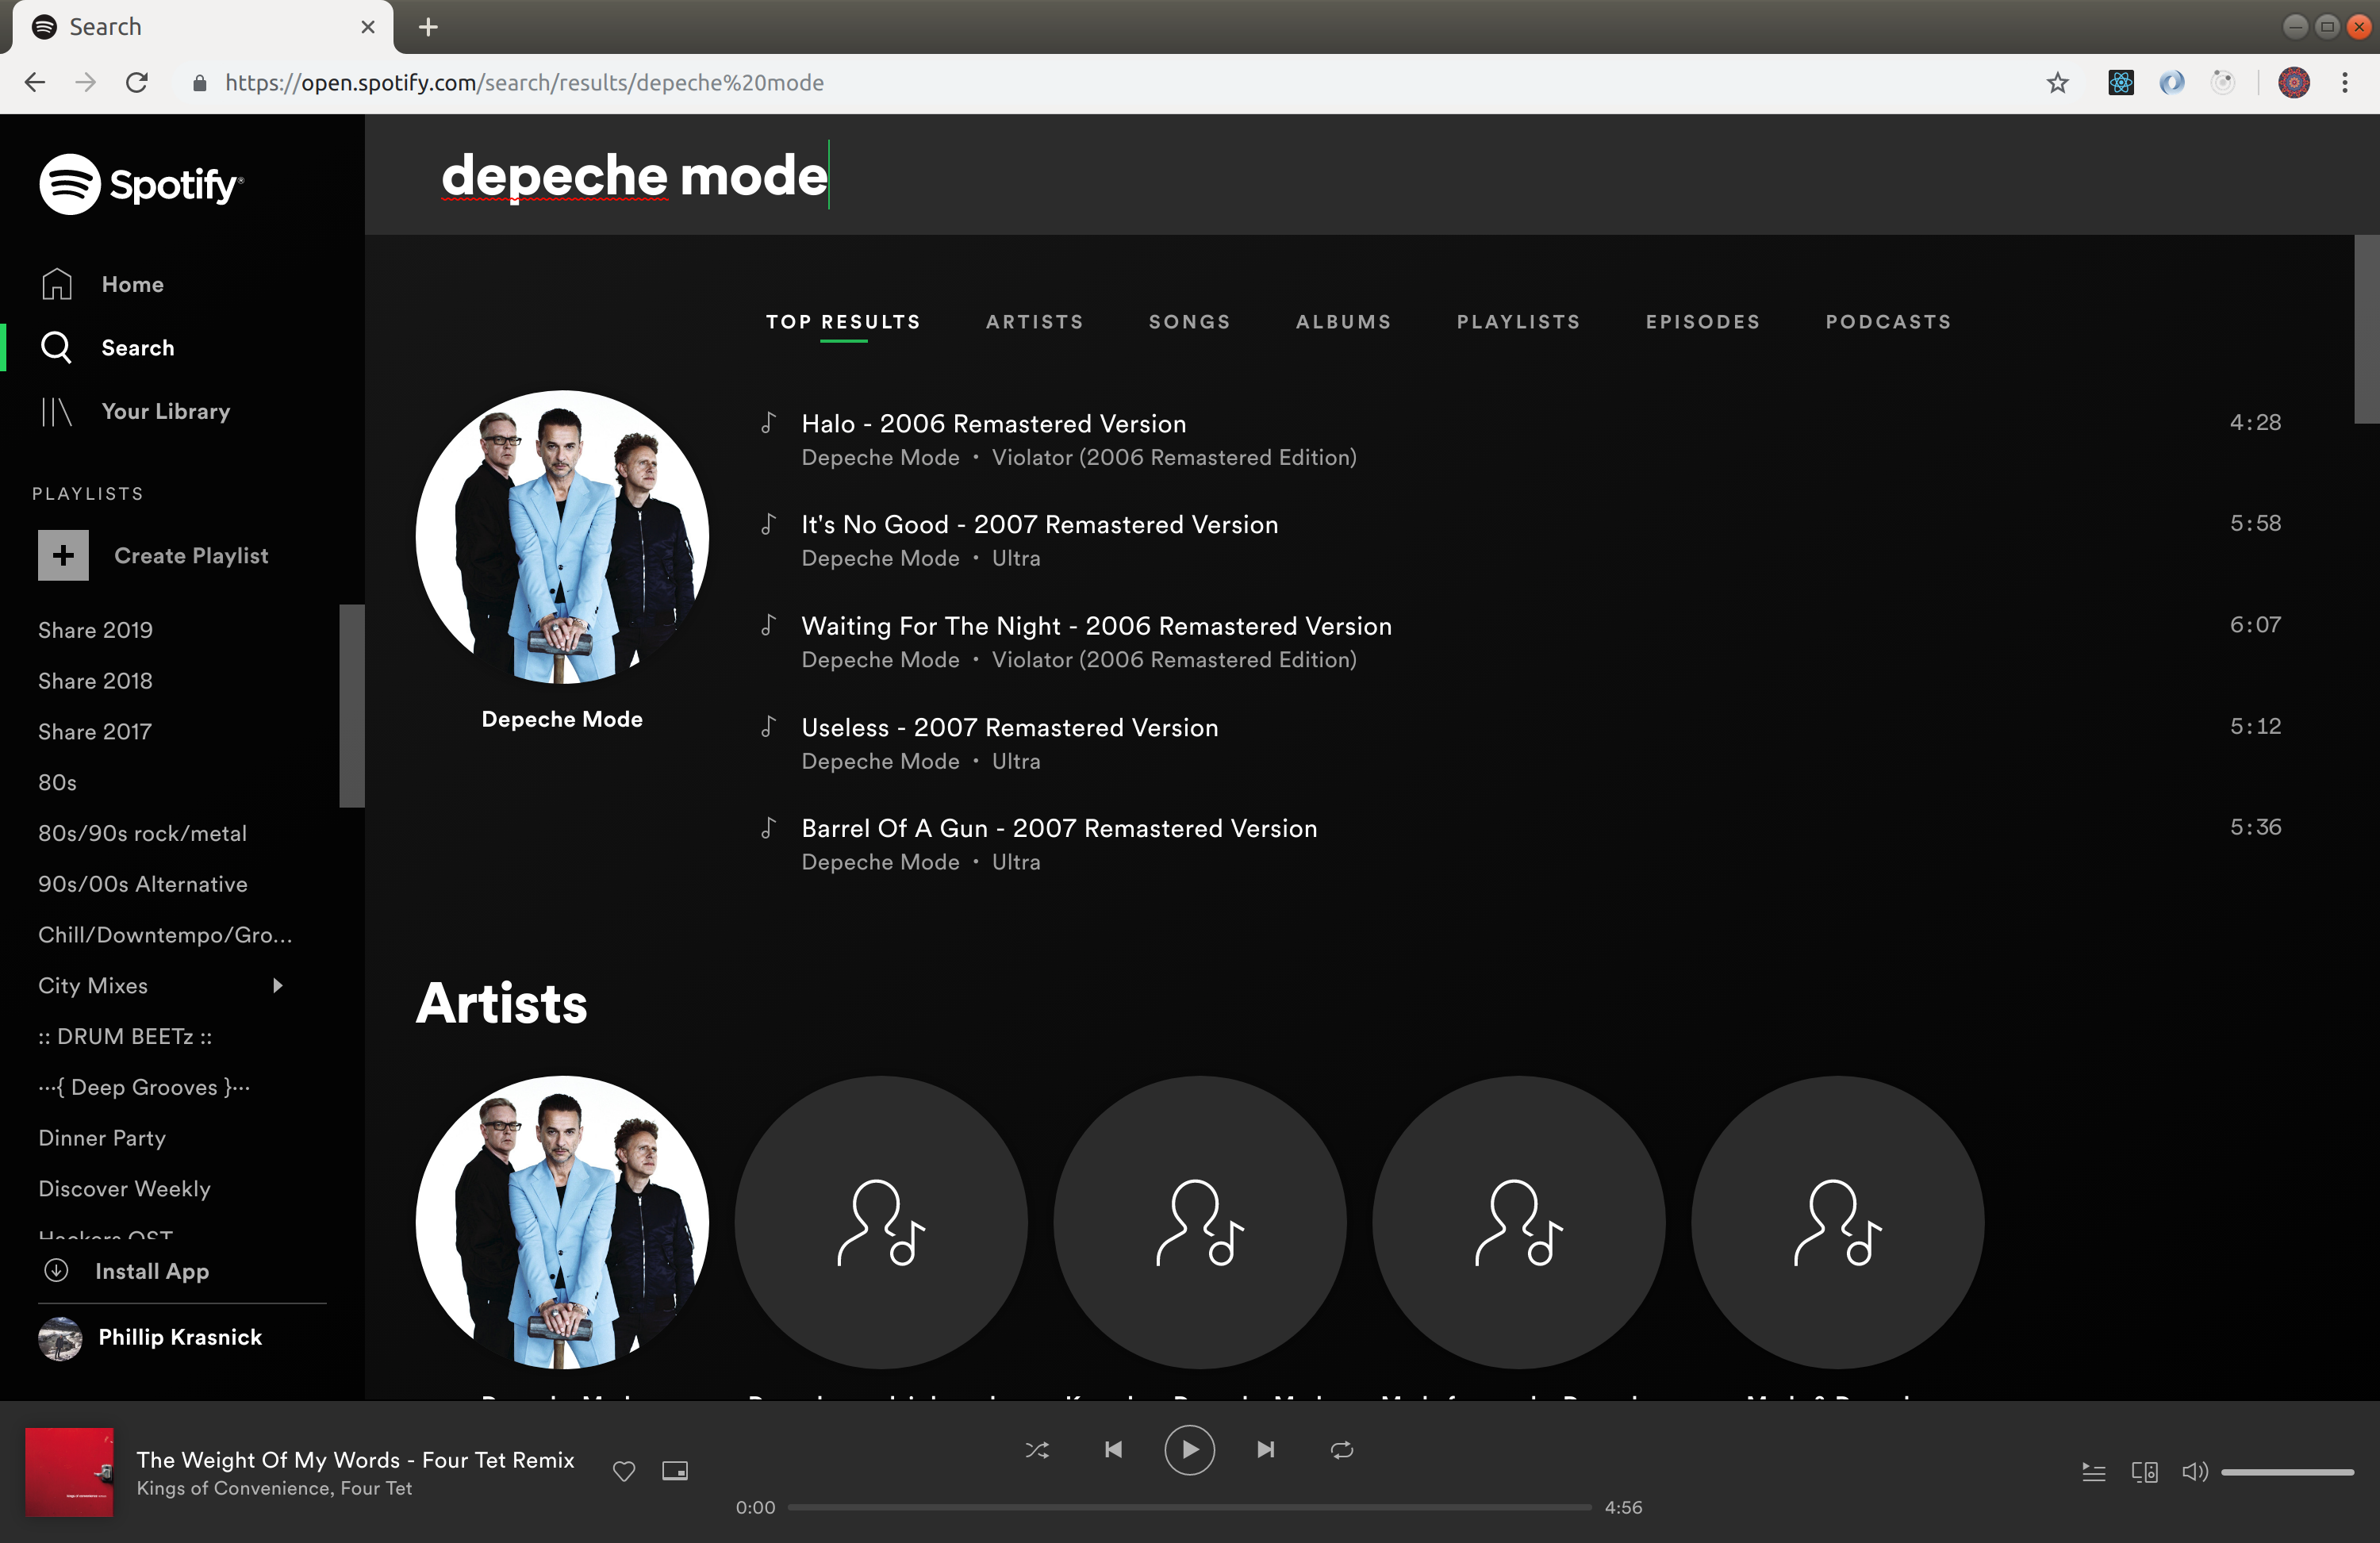 Search
https://open.spotify.com/search/results/depeche%20mode
Spotify®
Home
Search
Your Library
PLAYLISTS
Create Playlist
Share 2019
Share 2018
Share 2017
80s
80s/90s rock/metal
90s/00s Alternative
Chill/Downtempo/Gro...
City Mixes
:: DRUM BEETz ::
···{ Deep Grooves }···
Dinner Party
Discover Weekly
Hackers OST
Install App
Phillip Krasnick
depeche mode
TOP RESULTS ARTISTS SONGS ALBUMS PLAYLISTS EPISODES PODCASTS
Depeche Mode
Halo - 2006 Remastered Version 4:28
Depeche Mode • Violator (2006 Remastered Edition)
It's No Good - 2007 Remastered Version 5:58
Depeche Mode • Ultra
Waiting For The Night - 2006 Remastered Version 6:07
Depeche Mode • Violator (2006 Remastered Edition)
Useless - 2007 Remastered Version 5:12
Depeche Mode • Ultra
Barrel Of A Gun - 2007 Remastered Version 5:36
Depeche Mode • Ultra
Artists
Depeche Mode
The Weight Of My Words - Four Tet Remix
Kings of Convenience, Four Tet
0:00 4:56